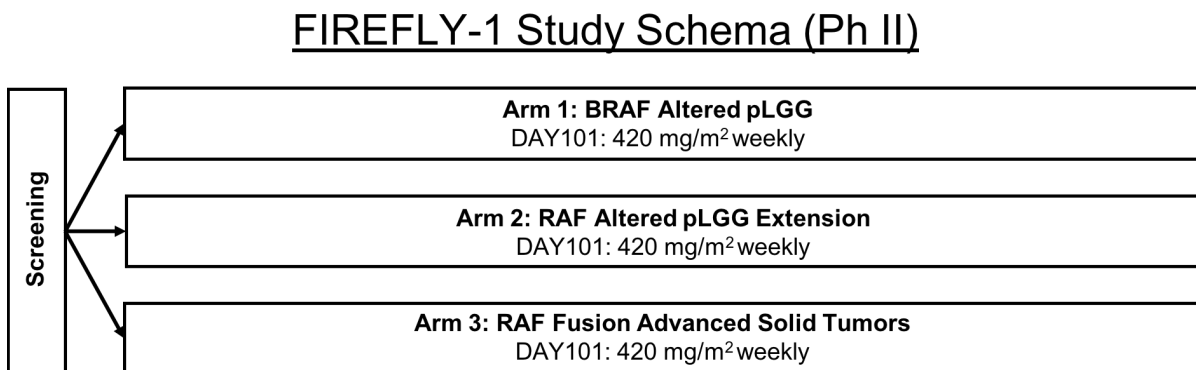 FIREFLY-1 Study Schema (Ph II)
Screening
Arm 1: BRAF Altered pLGG
DAY101: 420 mg/m² weekly
Arm 2: RAF Altered pLGG Extension
DAY101: 420 mg/m² weekly
Arm 3: RAF Fusion Advanced Solid Tumors
DAY101: 420 mg/m² weekly